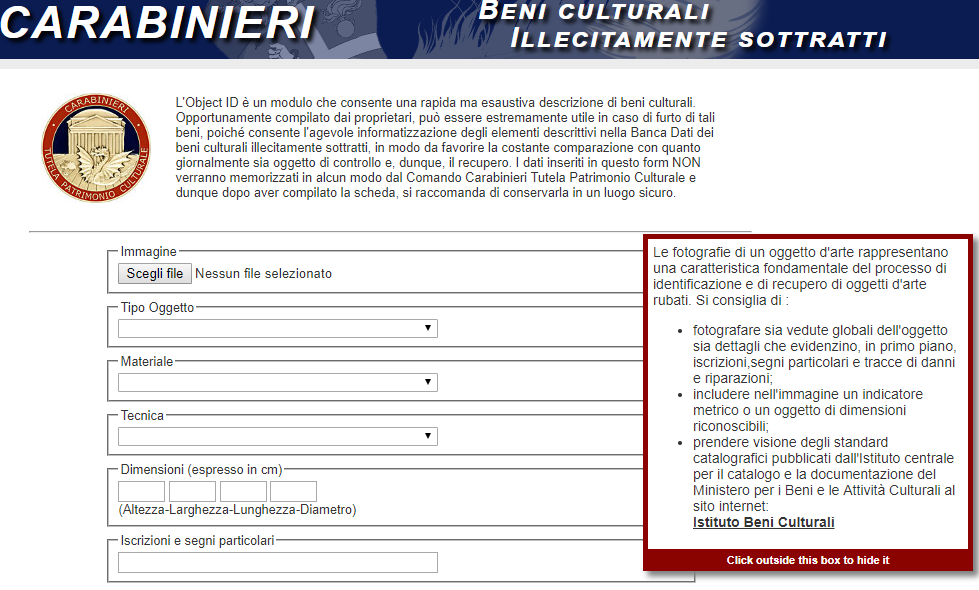 CARABINIERI
BENI CULTURALI
ILLECITAMENTE SOTTRATTI
CARABINIERI
TUTELA PATRIMONIO CULTURALE
L'Object ID è un modulo che consente una rapida ma esaustiva descrizione di beni culturali.
Opportunamente compilato dai proprietari, può essere estremamente utile in caso di furto di tali
beni, poiché consente l'agevole informatizzazione degli elementi descrittivi nella Banca Dati dei
beni culturali illecitamente sottratti, in modo da favorire la costante comparazione con quanto
giornalmente sia oggetto di controllo e, dunque, il recupero. I dati inseriti in questo form NON
verranno memorizzati in alcun modo dal Comando Carabinieri Tutela Patrimonio Culturale e
dunque dopo aver compilato la scheda, si raccomanda di conservarla in un luogo sicuro.
Immagine
Scegli file Nessun file selezionato
Tipo Oggetto
Materiale
Tecnica
Dimensioni (espresso in cm)
(Altezza-Larghezza-Lunghezza-Diametro)
Iscrizioni e segni particolari
Le fotografie di un oggetto d'arte rappresentano
una caratteristica fondamentale del processo di
identificazione e di recupero di oggetti d'arte
rubati. Si consiglia di :
• fotografare sia vedute globali dell'oggetto
sia dettagli che evidenzino, in primo piano,
iscrizioni,segni particolari e tracce di danni
e riparazioni;
• includere nell'immagine un indicatore
metrico o un oggetto di dimensioni
riconoscibili;
• prendere visione degli standard
catalografici pubblicati dall'Istituto centrale
per il catalogo e la documentazione del
Ministero per i Beni e le Attività Culturali al
sito internet:
Istituto Beni Culturali
Click outside this box to hide it